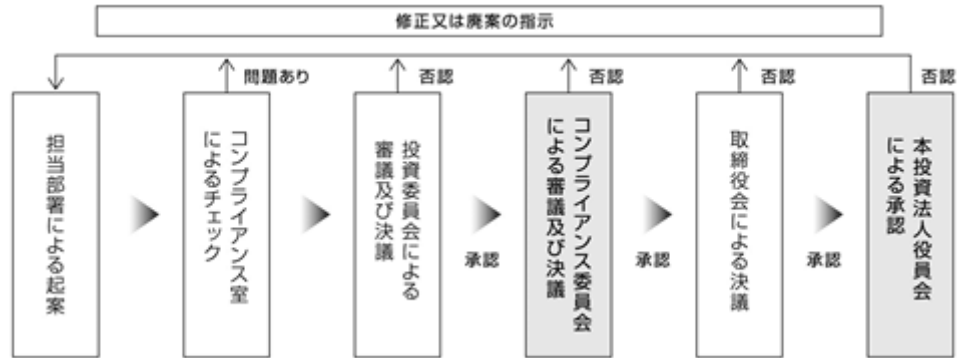 修正又は廃案の指示
問題あり
否認
否認
否認
否認
担当部署による起案
コンプライアンス室
によるチェック
投資委員会による
審議及び決議
承認
コンプライアンス委員会
による審議及び決議
承認
取締役会による決議
承認
本投資法人役員会
による承認